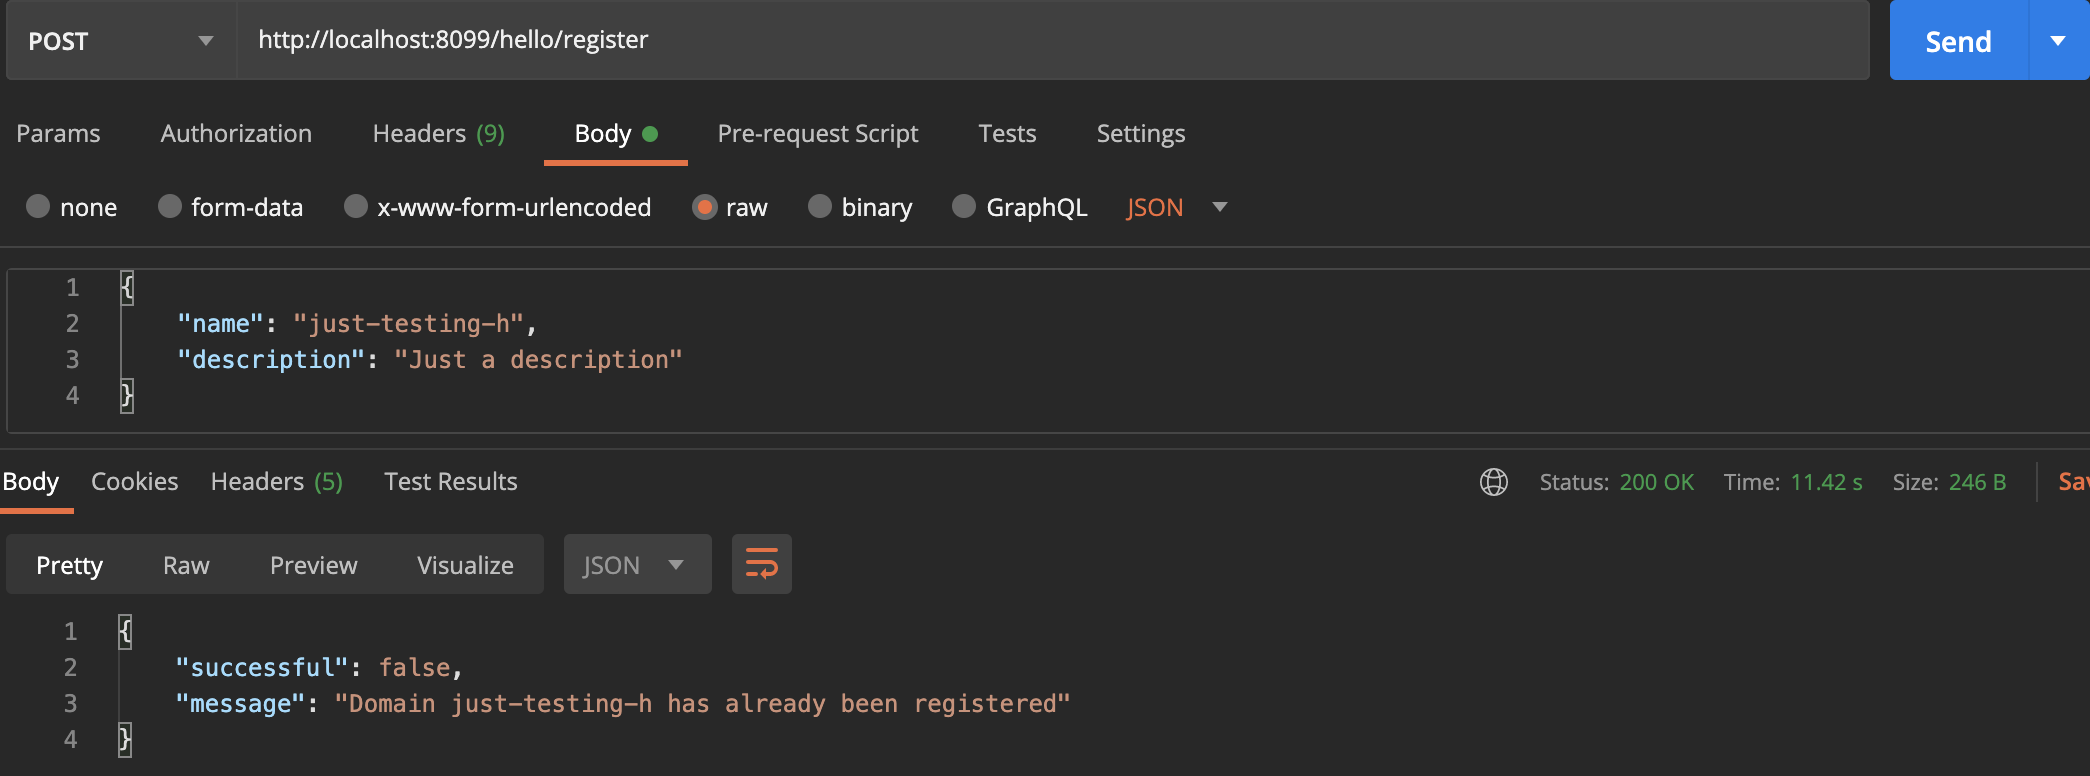 POST http://localhost:8099/hello/register Send
Params Authorization Headers (9) Body Pre-request Script Tests Settings
none form-data x-www-form-urlencoded raw binary GraphQL JSON
1 {
2 "name": "just-testing-h",
3 "description": "Just a description"
4 }
Body Cookies Headers (5) Test Results Status: 200 OK Time: 11.42 s Size: 246 B Sav
Pretty Raw Preview Visualize JSON
1 {
2 "successful": false,
3 "message": "Domain just-testing-h has already been registered"
4 }